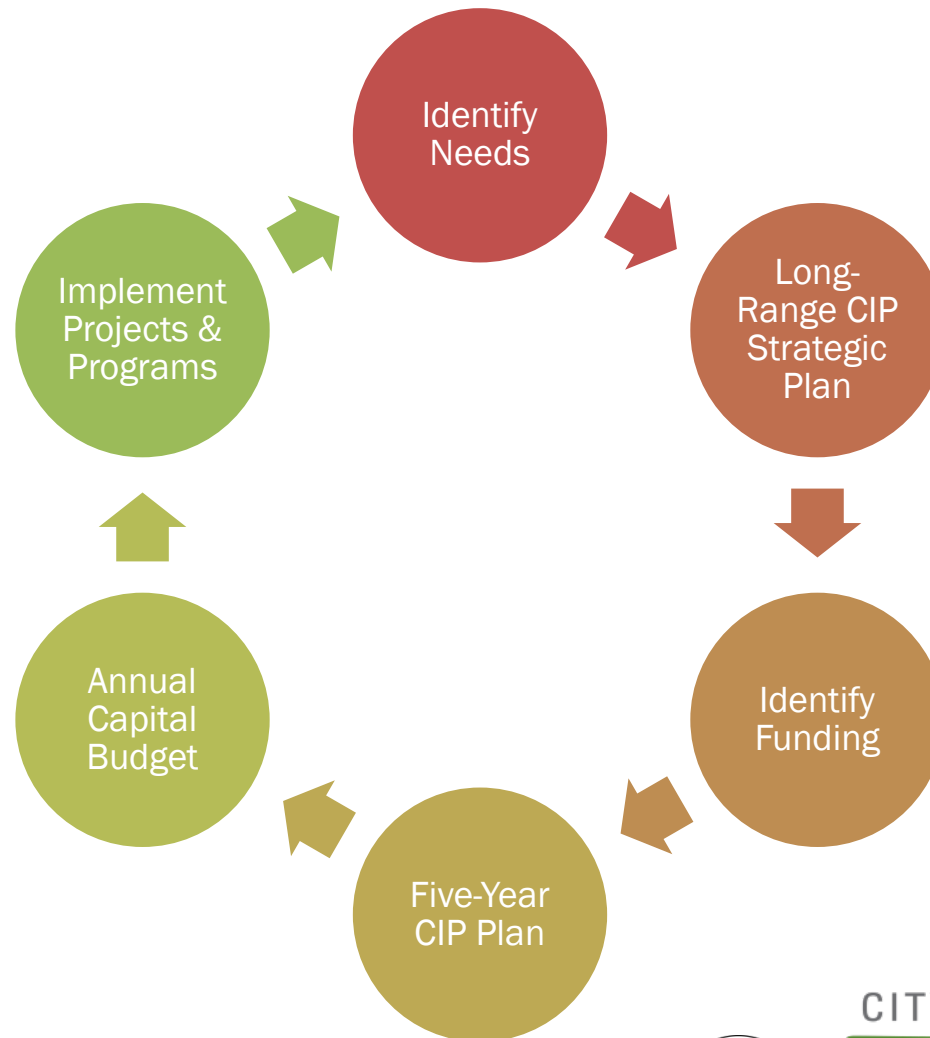 Identify
Needs
Long-
Range CIP
Strategic
Plan
Identify
Funding
Five-Year
CIP Plan
Annual
Capital
Budget
Implement
Projects &
Programs
CIT